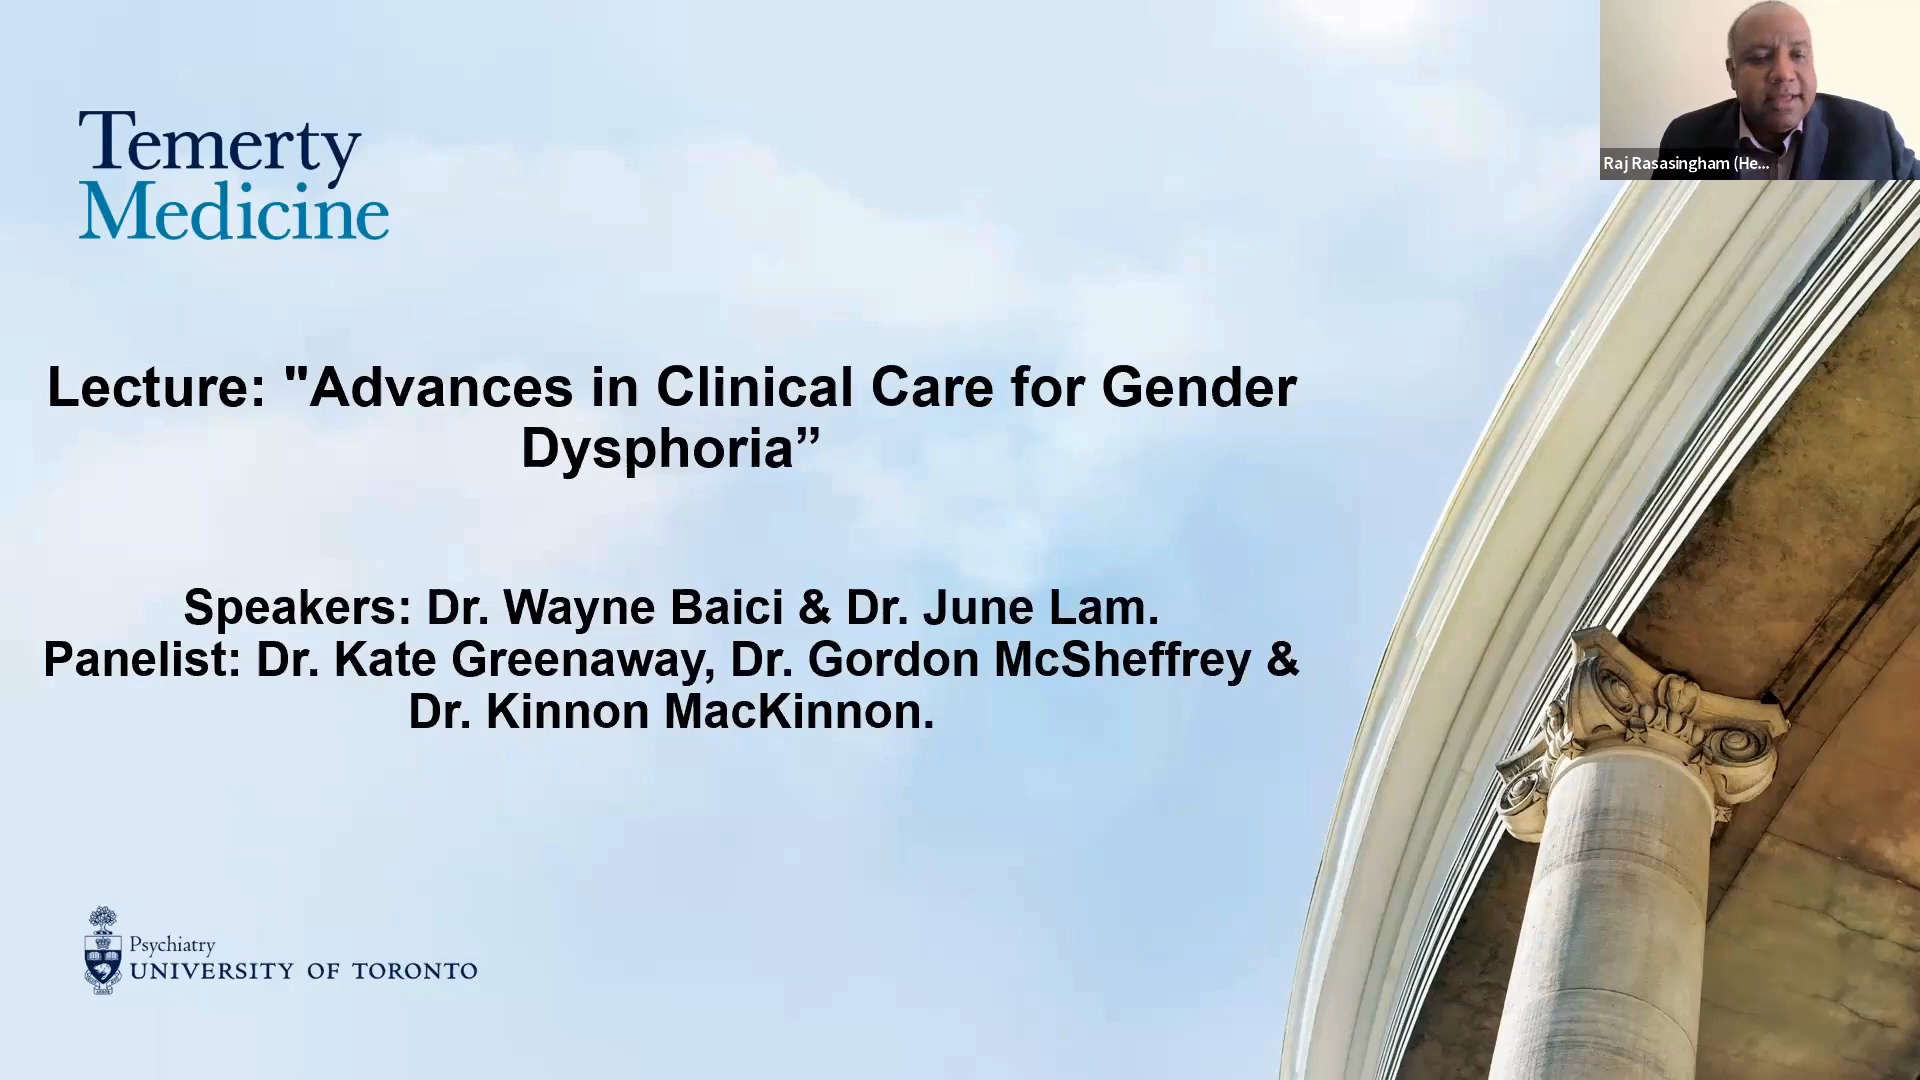 Temerty
Medicine
Raj Rasasingham (He...
Lecture: "Advances in Clinical Care for Gender
Dysphoria”
Speakers: Dr. Wayne Baici & Dr. June Lam.
Panelist: Dr. Kate Greenaway, Dr. Gordon McSheffrey &
Dr. Kinnon MacKinnon.
Psychiatry
UNIVERSITY OF TORONTO